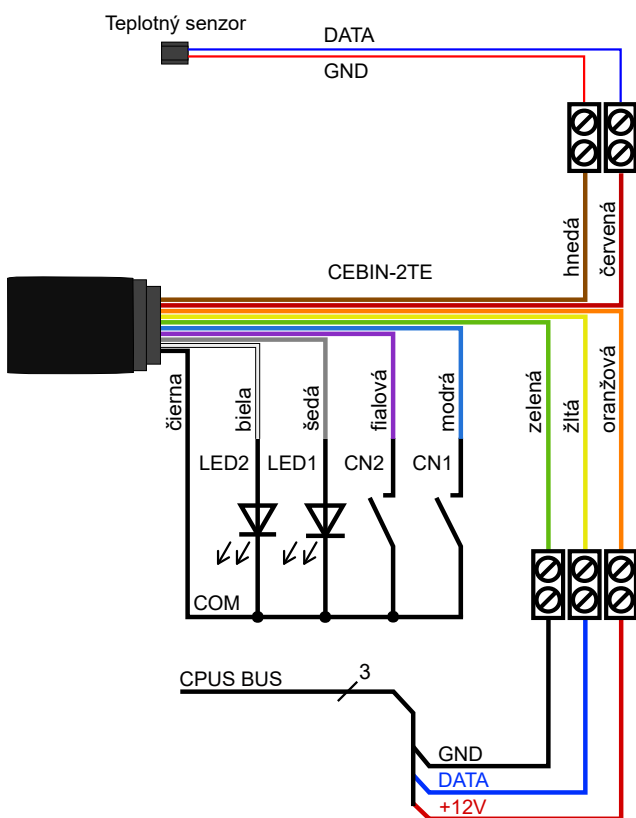 Teplotný senzor
DATA
GND
hnedá
červená
CEBIN-2TE
čierna
biela
šedá
fialová
modrá
zelená
žltá
oranžová
LED2
LED1
CN2
CN1
COM
CPUS BUS
3
GND
DATA
+12V